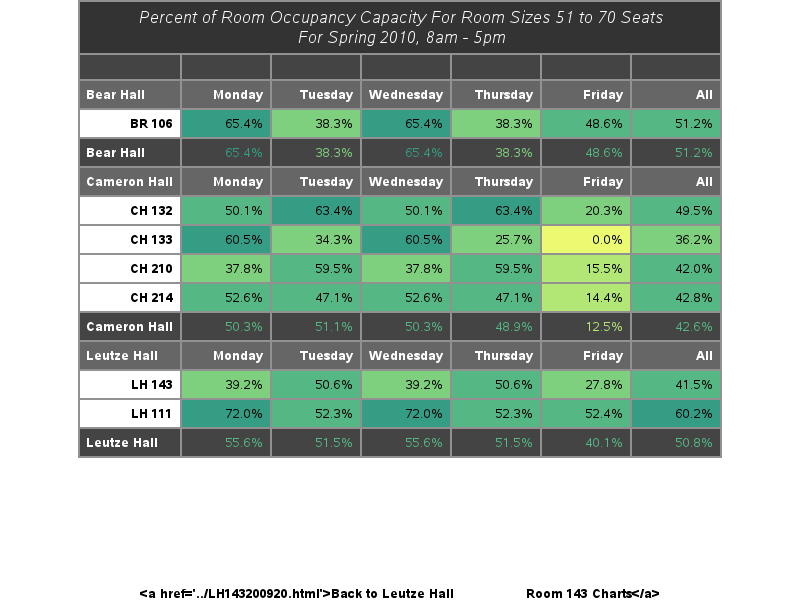 Percent of Room Occupancy Capacity For Room Sizes 51 to 70 Seats
For Spring 2010, 8am - 5pm
Bear Hall Monday Tuesday Wednesday Thursday Friday All
BR 106 65.4% 38.3% 65.4% 38.3% 48.6% 51.2%
Bear Hall 65.4% 38.3% 65.4% 38.3% 48.6% 51.2%
Cameron Hall Monday Tuesday Wednesday Thursday Friday All
CH 132 50.1% 63.4% 50.1% 63.4% 20.3% 49.5%
CH 133 60.5% 34.3% 60.5% 25.7% 0.0% 36.2%
CH 210 37.8% 59.5% 37.8% 59.5% 15.5% 42.0%
CH 214 52.6% 47.1% 52.6% 47.1% 14.4% 42.8%
Cameron Hall 50.3% 51.1% 50.3% 48.9% 12.5% 42.6%
Leutze Hall Monday Tuesday Wednesday Thursday Friday All
LH 143 39.2% 50.6% 39.2% 50.6% 27.8% 41.5%
LH 111 72.0% 52.3% 72.0% 52.3% 52.4% 60.2%
Leutze Hall 55.6% 51.5% 55.6% 51.5% 40.1% 50.8%
<a href='../LH143200920.html'>Back to Leutze Hall Room 143 Charts</a>